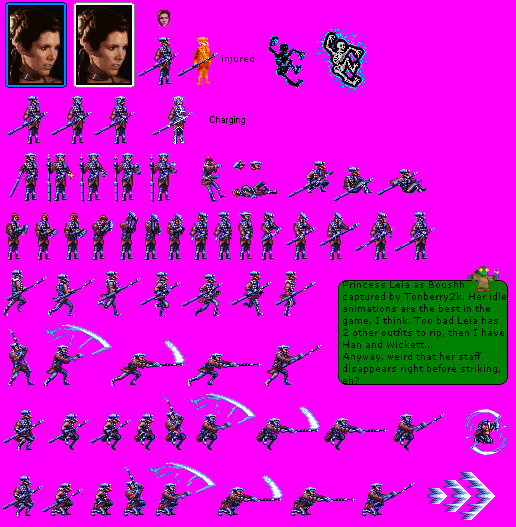 injured
Charging
Princess Leia as Boushh
captured by Tonberry2k. Her idle
animations are the best in the
game, I think. Too bad Leia has
2 other outfits to rip, then I have
Han and Wickett...
Anyway, weird that her staff
disappears right before striking,
eh?